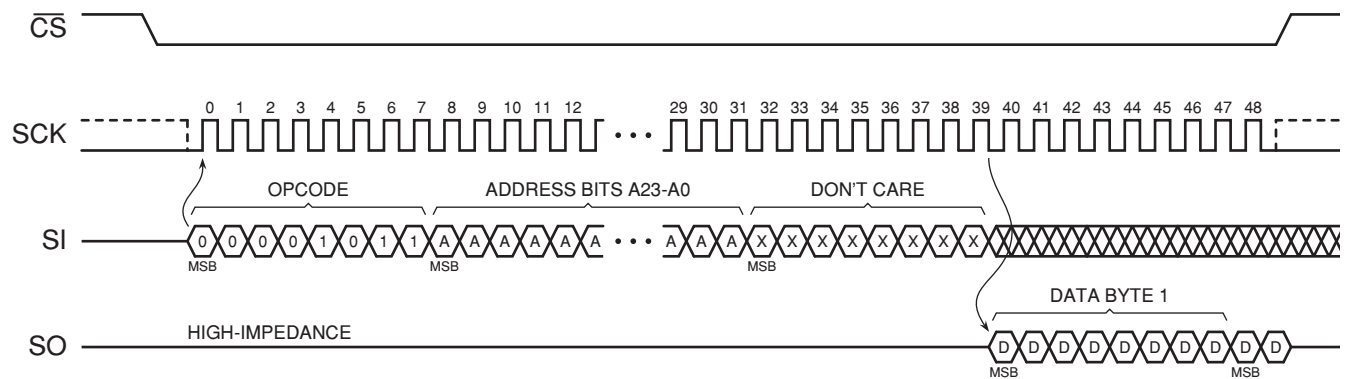 CS
0 1 2 3 4 5 6 7 8 9 10 11 12 29 30 31 32 33 34 35 36 37 38 39 40 41 42 43 44 45 46 47 48
SCK
OPCODE ADDRESS BITS A23-A0 DON'T CARE
SI 0 0 0 0 1 0 1 1 A A A A A A A A A X X X X X X X X
MSB MSB MSB
DATA BYTE 1
HIGH-IMPEDANCE
SO D D D D D D D D D D
MSB MSB